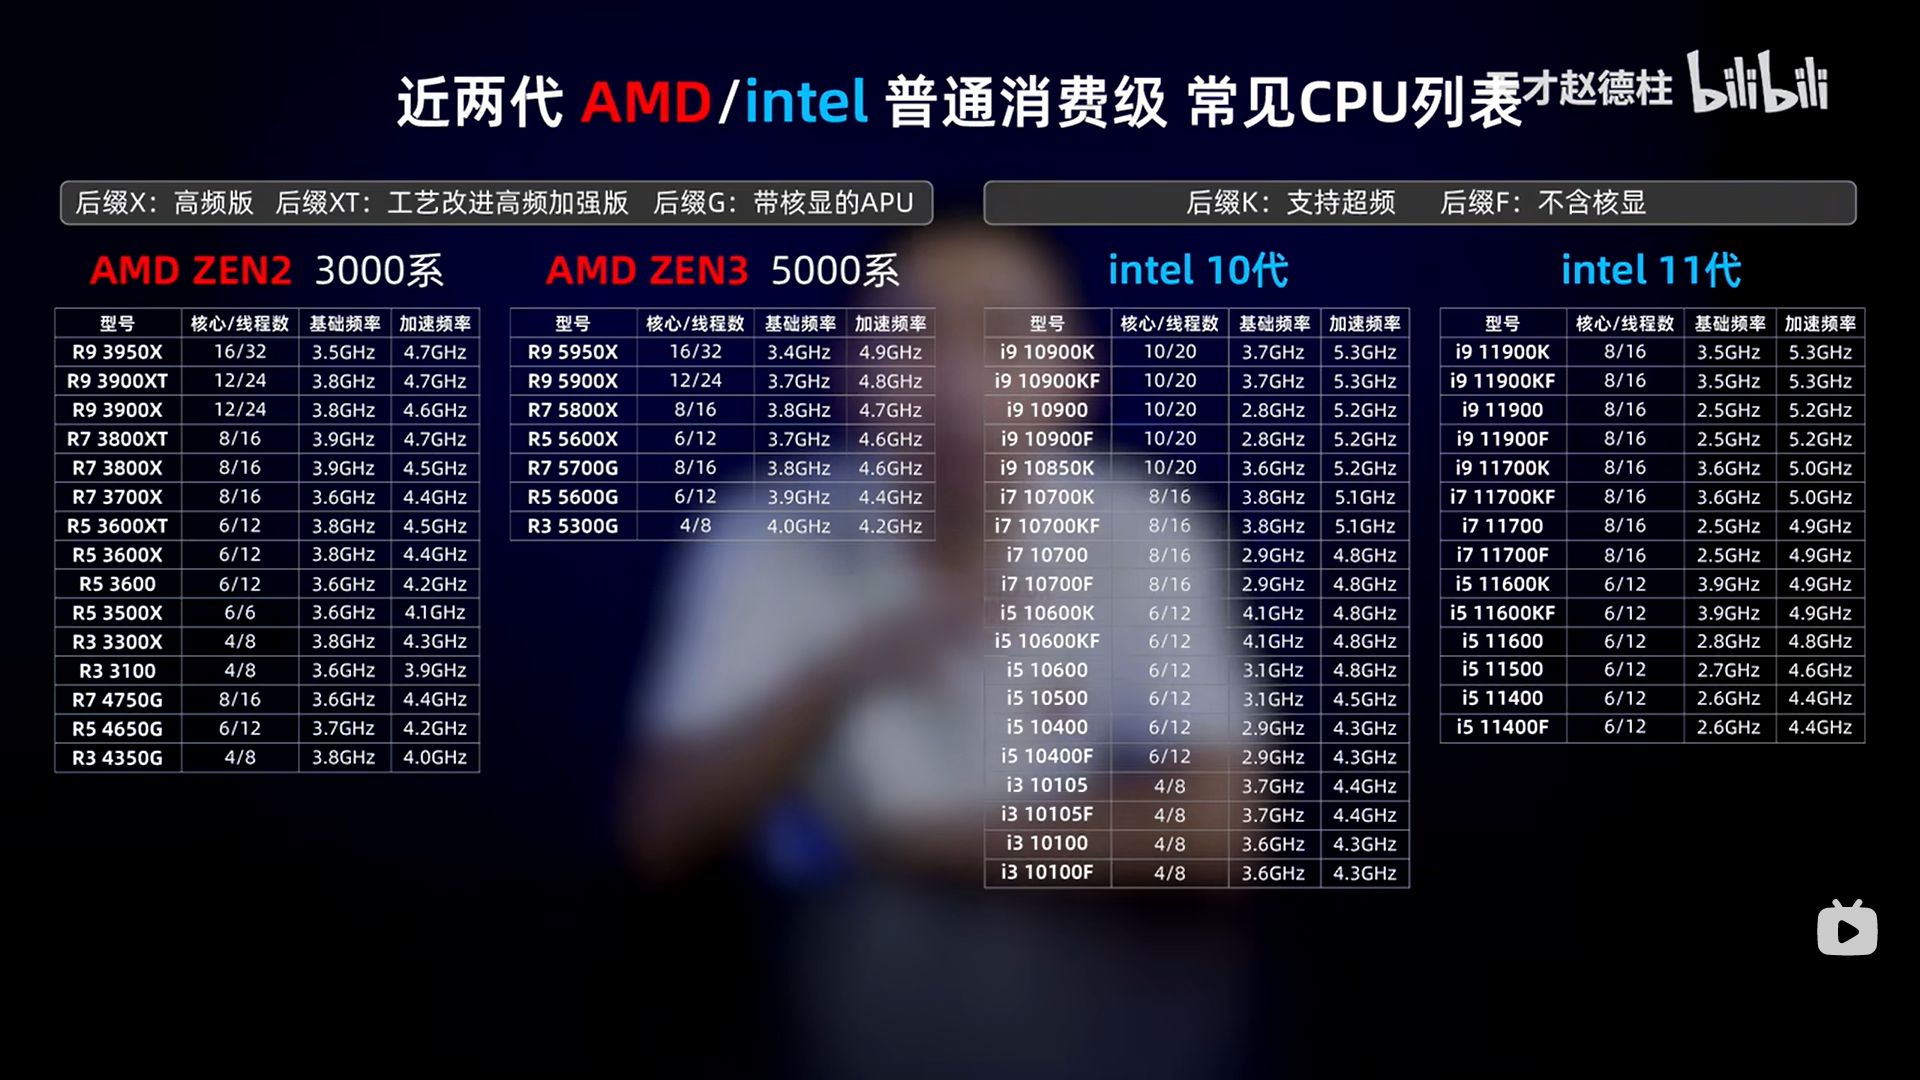 近两代 AMD/intel 普通消费级 常见CPU列表
才赵德柱 bilibili
后缀X：高频版 后缀XT：工艺改进高频加强版 后缀G：带核显的APU
后缀K：支持超频 后缀F：不含核显
AMD ZEN2 3000系
型号 核心/线程数 基础频率 加速频率
R9 3950X 16/32 3.5GHz 4.7GHz
R9 3900XT 12/24 3.8GHz 4.7GHz
R9 3900X 12/24 3.8GHz 4.6GHz
R7 3800XT 8/16 3.9GHz 4.7GHz
R7 3800X 8/16 3.9GHz 4.5GHz
R7 3700X 8/16 3.6GHz 4.4GHz
R5 3600XT 6/12 3.8GHz 4.5GHz
R5 3600X 6/12 3.8GHz 4.4GHz
R5 3600 6/12 3.6GHz 4.2GHz
R5 3500X 6/6 3.6GHz 4.1GHz
R3 3300X 4/8 3.8GHz 4.3GHz
R3 3100 4/8 3.6GHz 3.9GHz
R7 4750G 8/16 3.6GHz 4.4GHz
R5 4650G 6/12 3.7GHz 4.2GHz
R3 4350G 4/8 3.8GHz 4.0GHz
AMD ZEN3 5000系
型号 核心/线程数 基础频率 加速频率
R9 5950X 16/32 3.4GHz 4.9GHz
R9 5900X 12/24 3.7GHz 4.8GHz
R7 5800X 8/16 3.8GHz 4.7GHz
R5 5600X 6/12 3.7GHz 4.6GHz
R7 5700G 8/16 3.8GHz 4.6GHz
R5 5600G 6/12 3.9GHz 4.4GHz
R3 5300G 4/8 4.0GHz 4.2GHz
intel 10代
型号 核心/线程数 基础频率 加速频率
i9 10900K 10/20 3.7GHz 5.3GHz
i9 10900KF 10/20 3.7GHz 5.3GHz
i9 10900 10/20 2.8GHz 5.2GHz
i9 10900F 10/20 2.8GHz 5.2GHz
i9 10850K 10/20 3.6GHz 5.2GHz
i7 10700K 8/16 3.8GHz 5.1GHz
i7 10700KF 8/16 3.8GHz 5.1GHz
i7 10700 8/16 2.9GHz 4.8GHz
i7 10700F 8/16 2.9GHz 4.8GHz
i5 10600K 6/12 4.1GHz 4.8GHz
i5 10600KF 6/12 4.1GHz 4.8GHz
i5 10600 6/12 3.1GHz 4.8GHz
i5 10500 6/12 3.1GHz 4.5GHz
i5 10400 6/12 2.9GHz 4.3GHz
i5 10400F 6/12 2.9GHz 4.3GHz
i3 10105 4/8 3.7GHz 4.4GHz
i3 10105F 4/8 3.7GHz 4.4GHz
i3 10100 4/8 3.6GHz 4.3GHz
i3 10100F 4/8 3.6GHz 4.3GHz
intel 11代
型号 核心/线程数 基础频率 加速频率
i9 11900K 8/16 3.5GHz 5.3GHz
i9 11900KF 8/16 3.5GHz 5.3GHz
i9 11900 8/16 2.5GHz 5.2GHz
i9 11900F 8/16 2.5GHz 5.2GHz
i9 11700K 8/16 3.6GHz 5.0GHz
i7 11700KF 8/16 3.6GHz 5.0GHz
i7 11700 8/16 2.5GHz 4.9GHz
i7 11700F 8/16 2.5GHz 4.9GHz
i5 11600K 6/12 3.9GHz 4.9GHz
i5 11600KF 6/12 3.9GHz 4.9GHz
i5 11600 6/12 2.8GHz 4.8GHz
i5 11500 6/12 2.7GHz 4.6GHz
i5 11400 6/12 2.6GHz 4.4GHz
i5 11400F 6/12 2.6GHz 4.4GHz